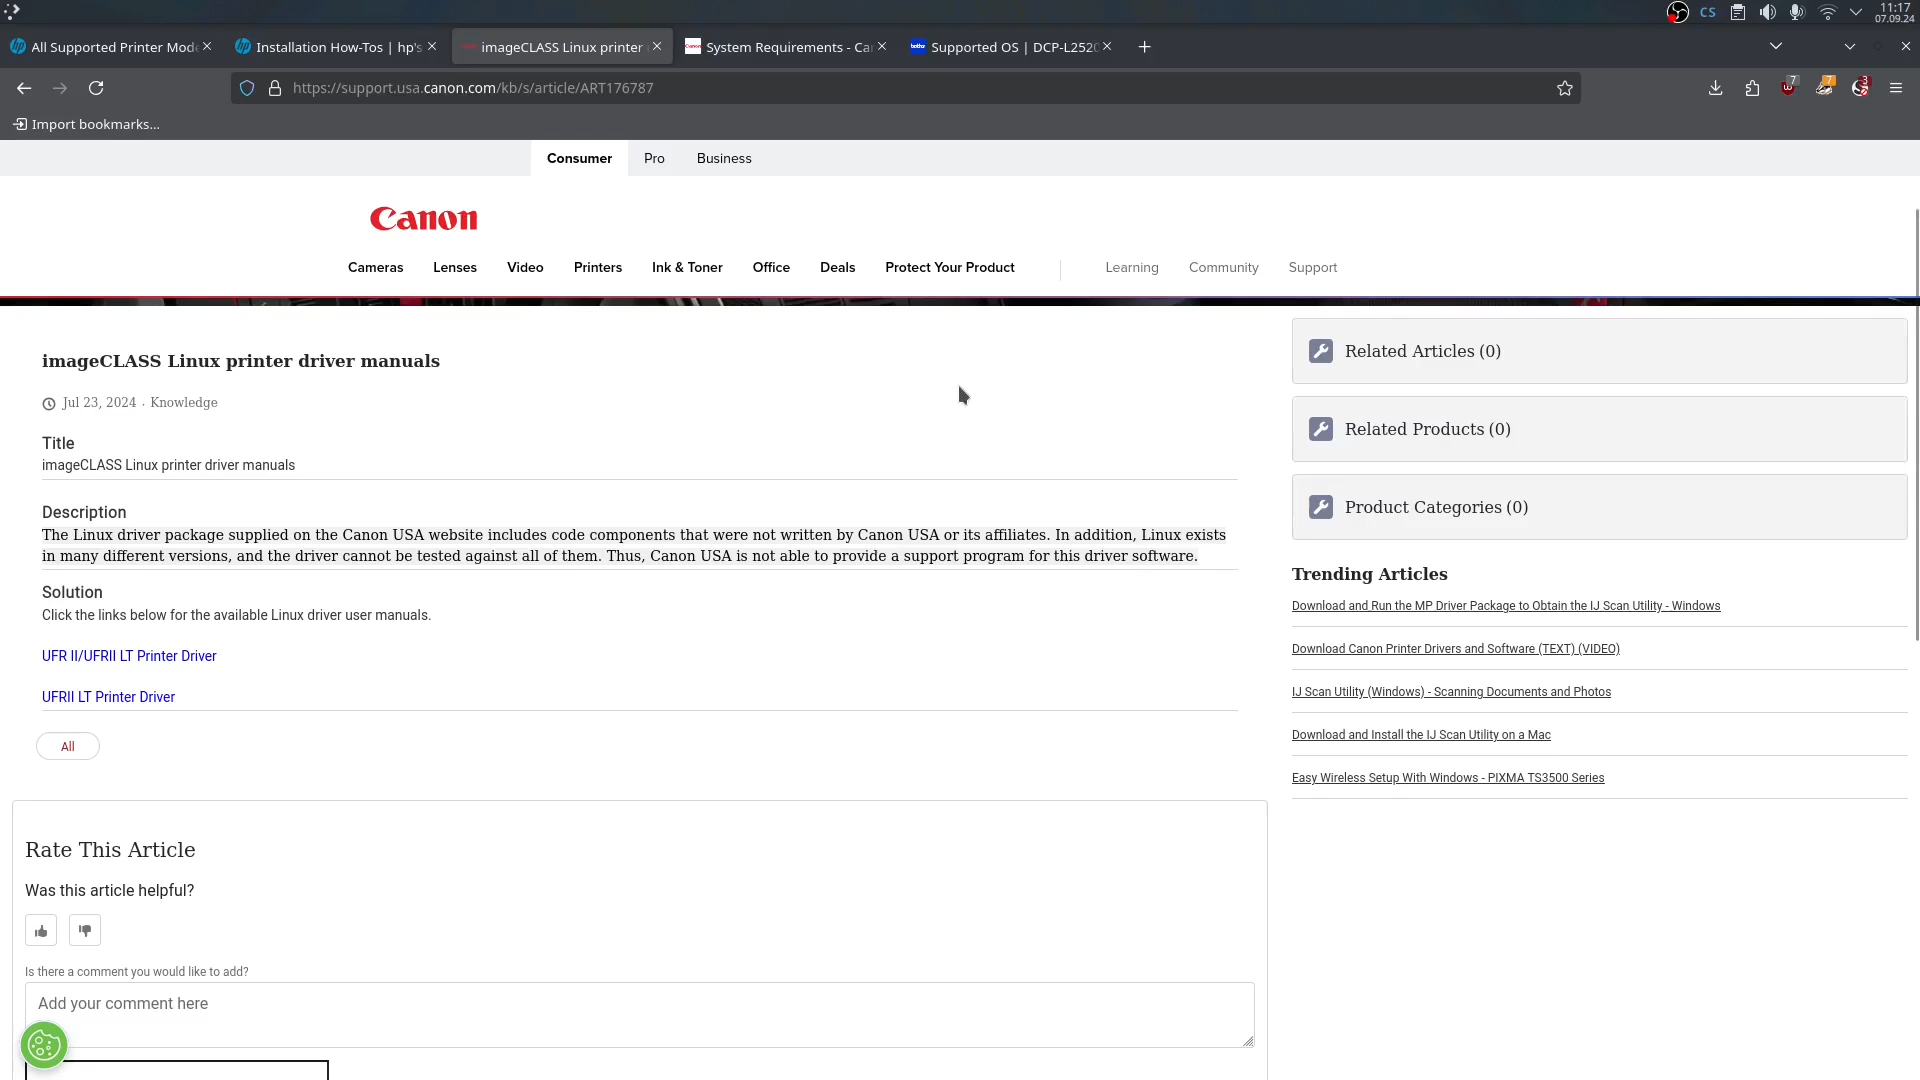 CS
11:17
07.09.24
All Supported Printer Mode
Installation How-Tos | hp's
imageCLASS Linux printer
System Requirements - Ca
Supported OS | DCP-L2520
https://support.usa.canon.com/kb/s/article/ART176787
7
7
3
Import bookmarks...
Consumer
Pro
Business
Canon
Cameras
Lenses
Video
Printers
Ink & Toner
Office
Deals
Protect Your Product
Learning
Community
Support
imageCLASS Linux printer driver manuals
Jul 23, 2024 · Knowledge
Title
imageCLASS Linux printer driver manuals
Description
The Linux driver package supplied on the Canon USA website includes code components that were not written by Canon USA or its affiliates. In addition, Linux exists
in many different versions, and the driver cannot be tested against all of them. Thus, Canon USA is not able to provide a support program for this driver software.
Solution
Click the links below for the available Linux driver user manuals.
UFR II/UFRII LT Printer Driver
UFRII LT Printer Driver
All
Rate This Article
Was this article helpful?
Is there a comment you would like to add?
Add your comment here
Related Articles (0)
Related Products (0)
Product Categories (0)
Trending Articles
Download and Run the MP Driver Package to Obtain the IJ Scan Utility - Windows
Download Canon Printer Drivers and Software (TEXT) (VIDEO)
IJ Scan Utility (Windows) - Scanning Documents and Photos
Download and Install the IJ Scan Utility on a Mac
Easy Wireless Setup With Windows - PIXMA TS3500 Series